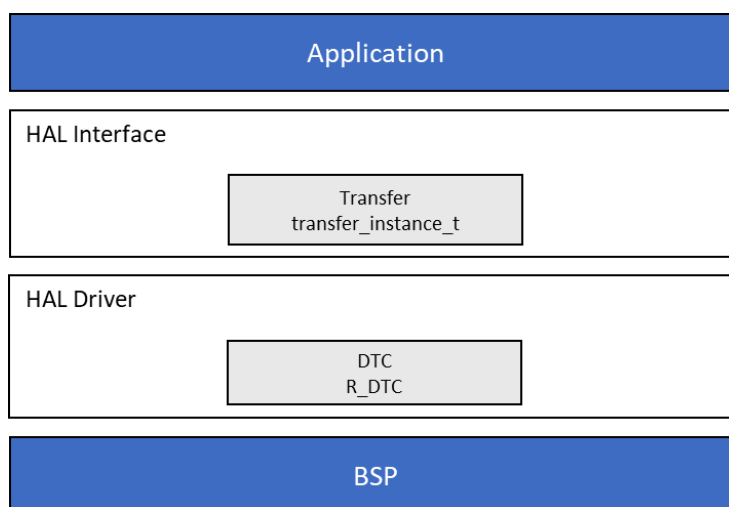 Application
HAL Interface
Transfer
transfer_instance_t
HAL Driver
DTC
R_DTC
BSP